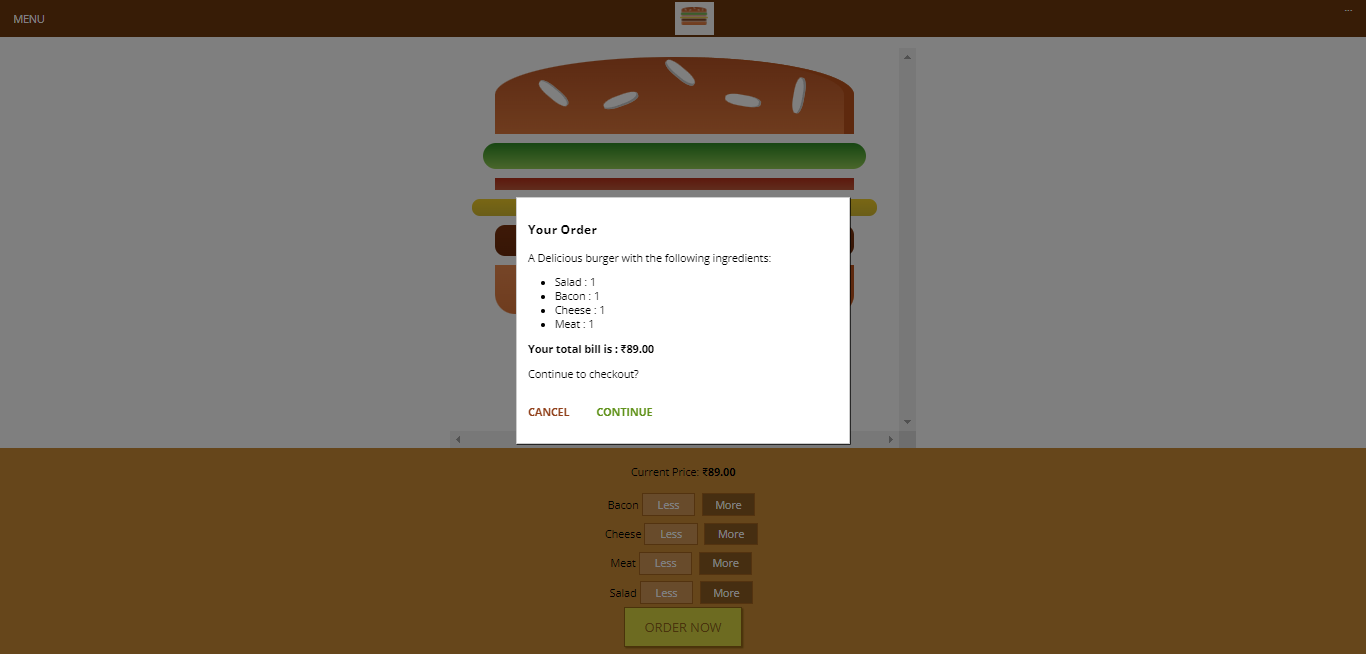 MENU
...
Your Order
A Delicious burger with the following ingredients:
Salad : 1
Bacon : 1
Cheese : 1
Meat : 1
Your total bill is : ₹89.00
Continue to checkout?
CANCEL CONTINUE
Current Price: ₹89.00
Bacon Less More
Cheese Less More
Meat Less More
Salad Less More
ORDER NOW